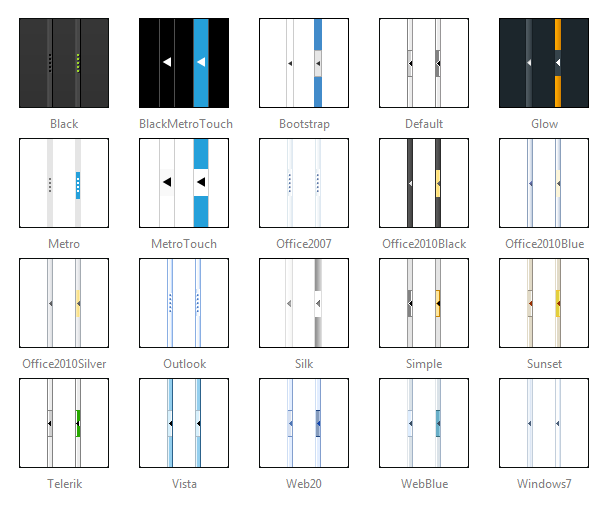 Black
BlackMetroTouch
Bootstrap
Default
Glow
Metro
MetroTouch
Office2007
Office2010Black
Office2010Blue
Office2010Silver
Outlook
Silk
Simple
Sunset
Telerik
Vista
Web20
WebBlue
Windows7